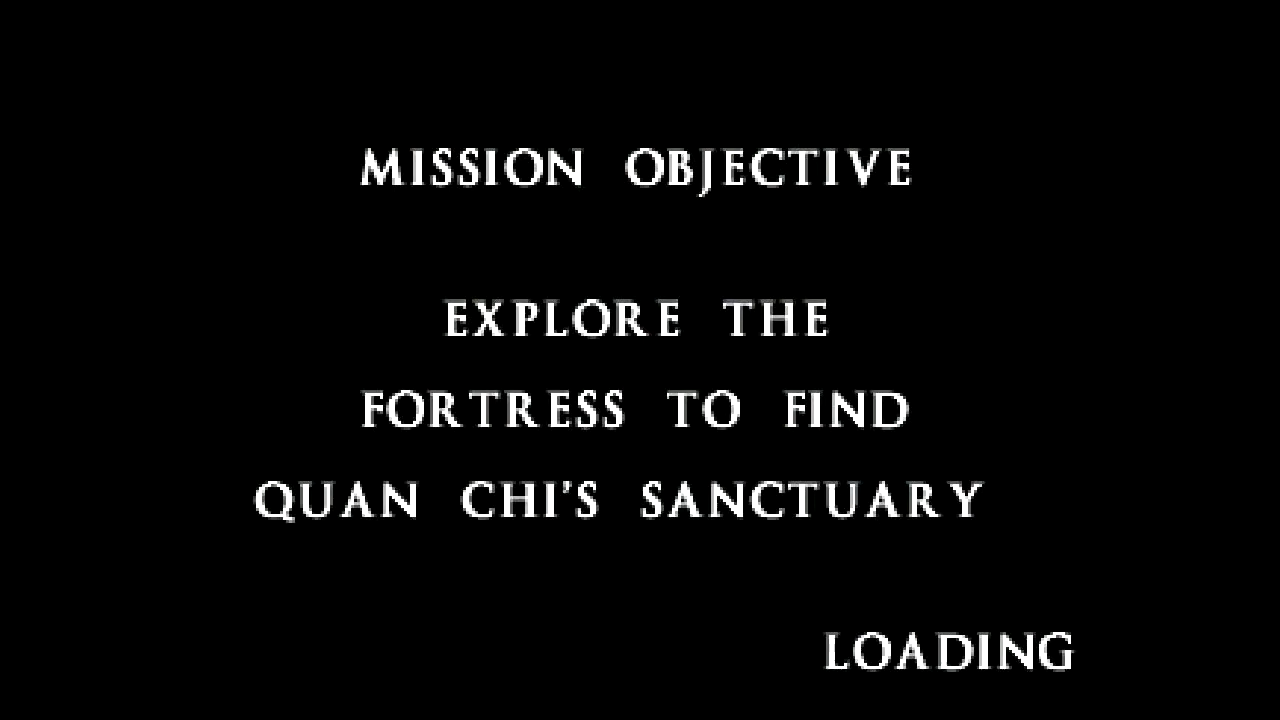 MISSION OBJECTIVE
EXPLORE THE
FORTRESS TO FIND
QUAN CHI'S SANCTUARY
LOADING